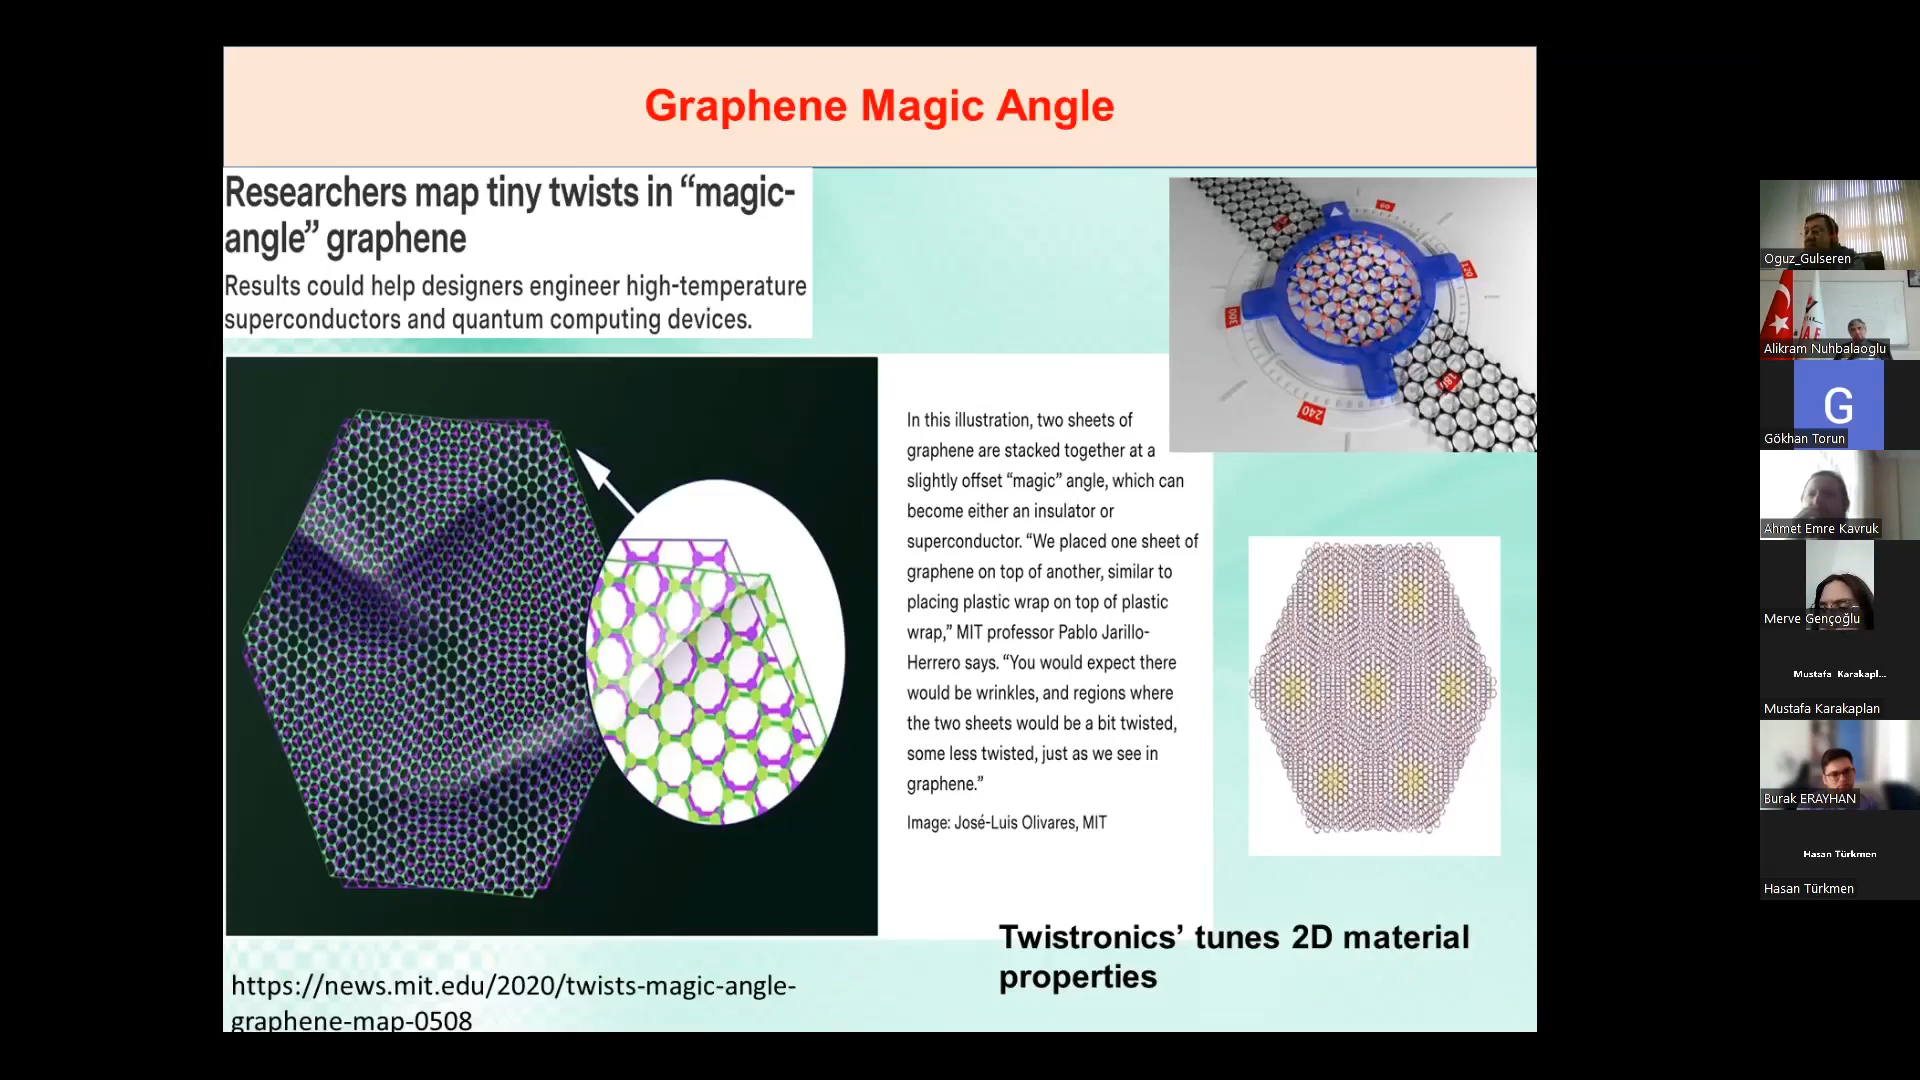 Graphene Magic Angle
Researchers map tiny twists in “magic-
angle” graphene
Results could help designers engineer high-temperature
superconductors and quantum computing devices.
60
120
300
180
240
In this illustration, two sheets of
graphene are stacked together at a
slightly offset “magic” angle, which can
become either an insulator or
superconductor. “We placed one sheet of
graphene on top of another, similar to
placing plastic wrap on top of plastic
wrap,” MIT professor Pablo Jarillo-
Herrero says. “You would expect there
would be wrinkles, and regions where
the two sheets would be a bit twisted,
some less twisted, just as we see in
graphene.”
Image: José-Luis Olivares, MIT
Twistronics’ tunes 2D material
properties
https://news.mit.edu/2020/twists-magic-angle-
graphene-map-0508
Oguz_Gulseren
Alikram Nuhbalaoglu
G
Gökhan Torun
Ahmet Emre Kavruk
Merve Gençoğlu
Mustafa Karakapl...
Mustafa Karakaplan
Burak ERAYHAN
Hasan Türkmen
Hasan Türkmen